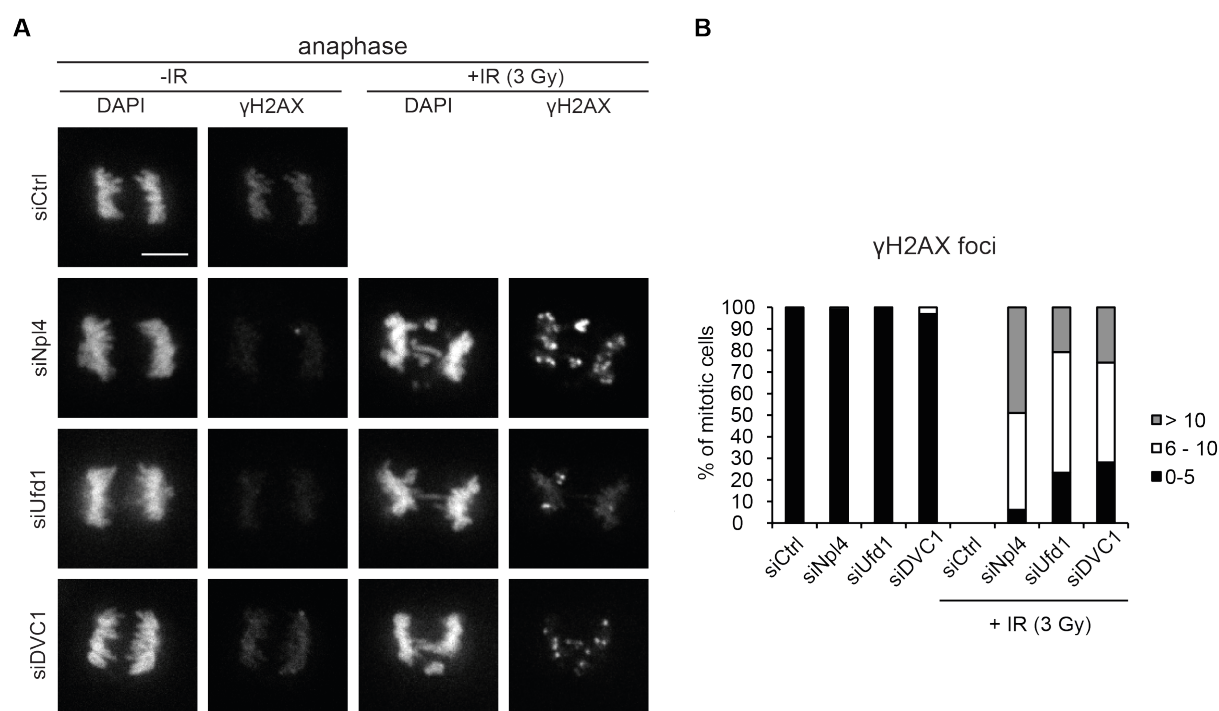 A
anaphase
-IR
+IR (3 Gy)
DAPI
γH2AX
DAPI
γH2AX
siCtrl
siNpl4
siUfd1
siDVC1
B
γH2AX foci
% of mitotic cells
100
90
80
70
60
50
40
30
20
10
0
> 10
6 - 10
0-5
siCtrl
siNpl4
siUfd1
siDVC1
siCtrl
siNpl4
siUfd1
siDVC1
+ IR (3 Gy)